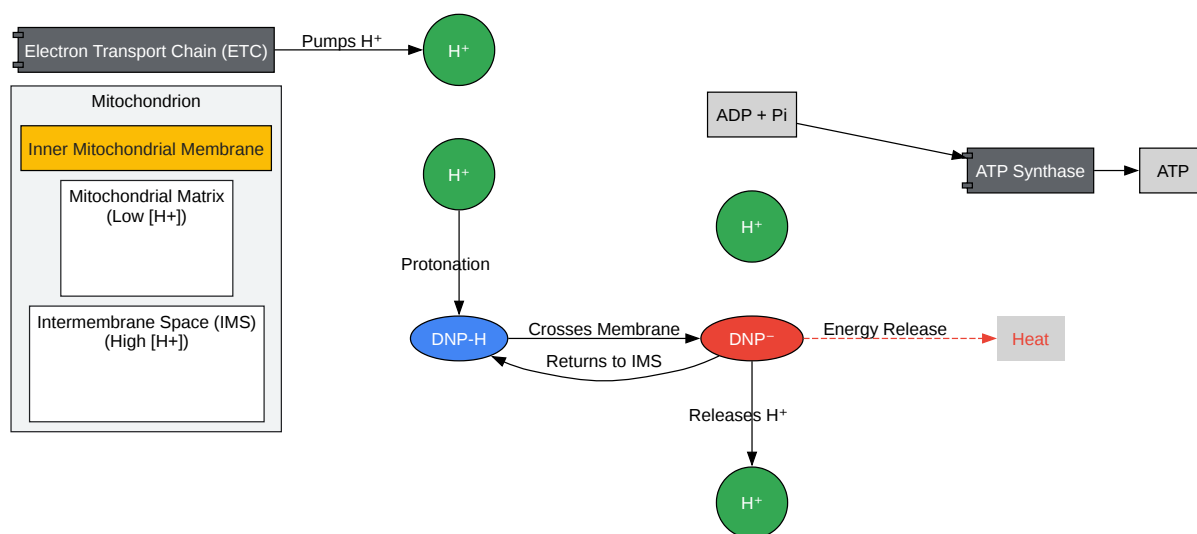 Electron Transport Chain (ETC)
Pumps H⁺
H⁺
Mitochondrion
Inner Mitochondrial Membrane
Mitochondrial Matrix
(Low [H+])
Intermembrane Space (IMS)
(High [H+])
H⁺
Protonation
DNP-H
Crosses Membrane
Returns to IMS
DNP⁻
Energy Release
Heat
Releases H⁺
H⁺
H⁺
ADP + Pi
ATP Synthase
ATP